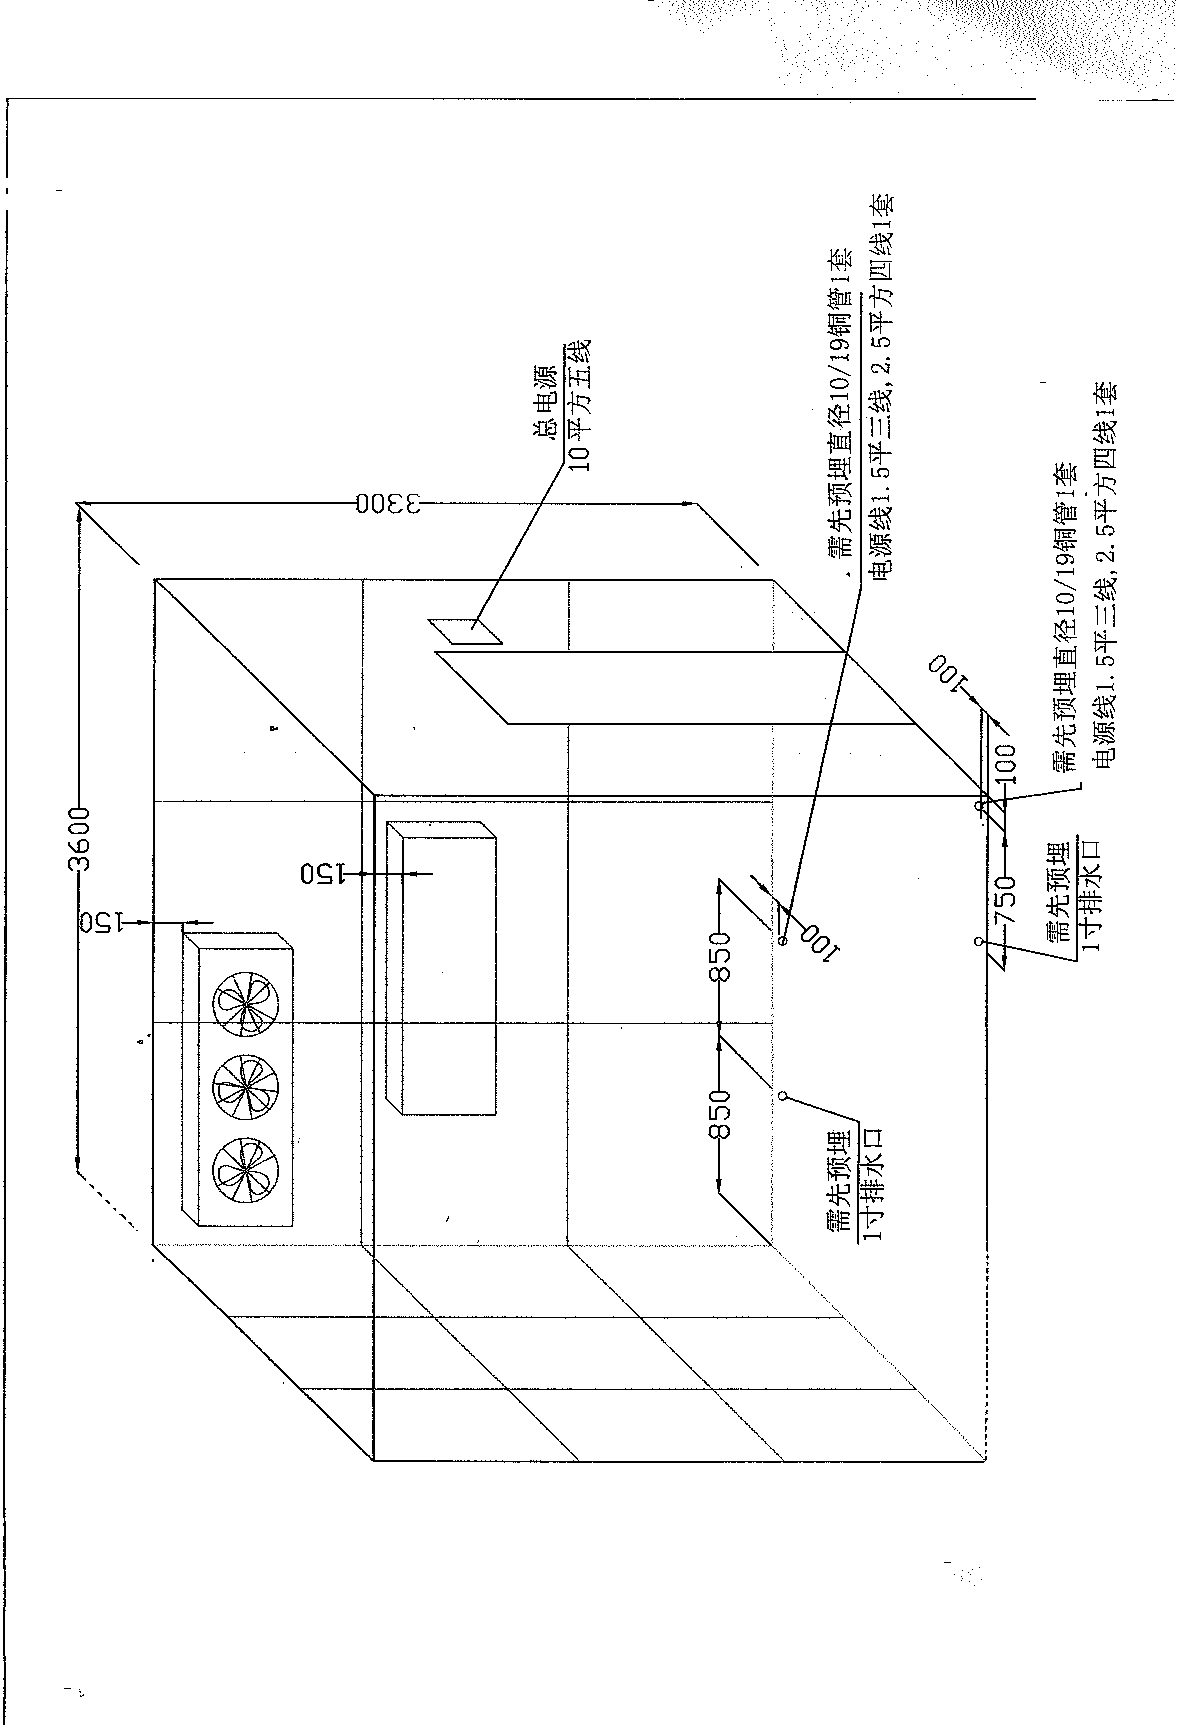 3600
3300
150
150
总电源
10平方五线
需先预埋直径10/19铜管1套
电源线1.5平三线,2.5平方四线1套
850
850
100
需先预埋
1寸排水口
100
100
750
需先预埋直径10/19铜管1套
电源线1.5平三线,2.5平方四线1套
需先预埋
1寸排水口